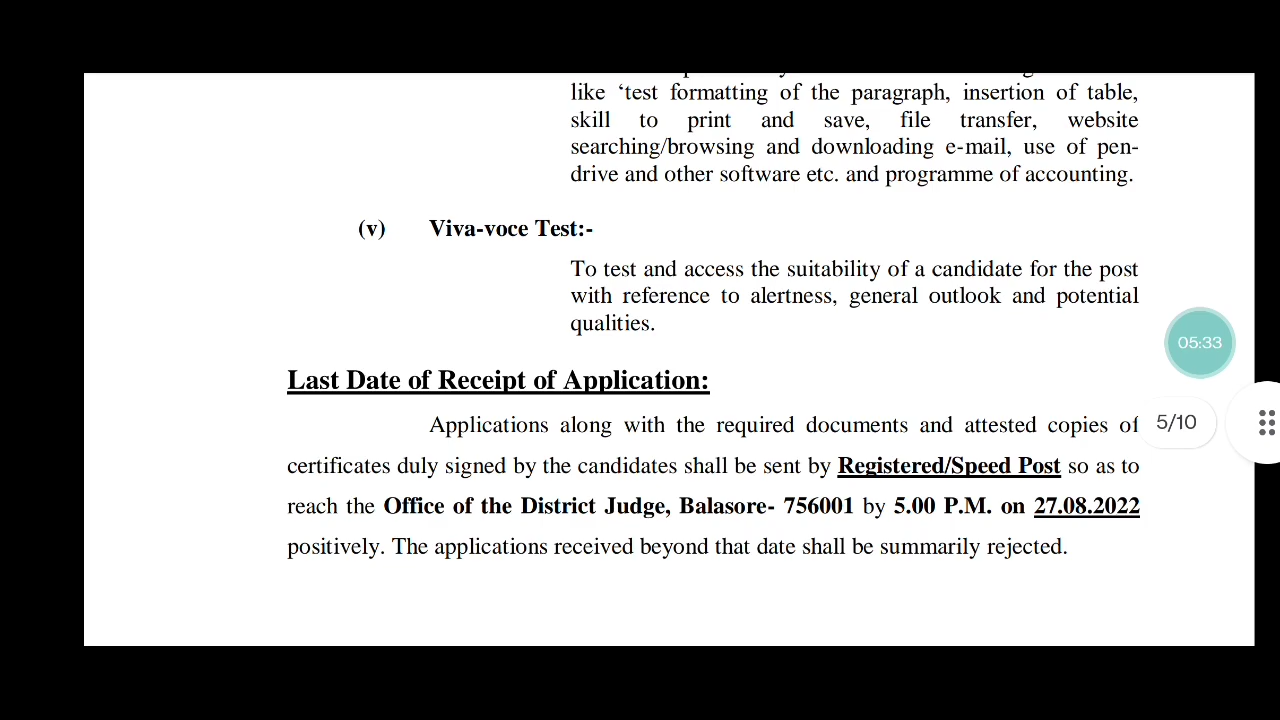 like ‘test formatting of the paragraph, insertion of table,
skill to print and save, file transfer, website
searching/browsing and downloading e-mail, use of pen-
drive and other software etc. and programme of accounting.
(v) Viva-voce Test:-
To test and access the suitability of a candidate for the post
with reference to alertness, general outlook and potential
qualities.
05:33
Last Date of Receipt of Application:
Applications along with the required documents and attested copies of
5/10
certificates duly signed by the candidates shall be sent by Registered/Speed Post so as to
reach the Office of the District Judge, Balasore- 756001 by 5.00 P.M. on 27.08.2022
positively. The applications received beyond that date shall be summarily rejected.